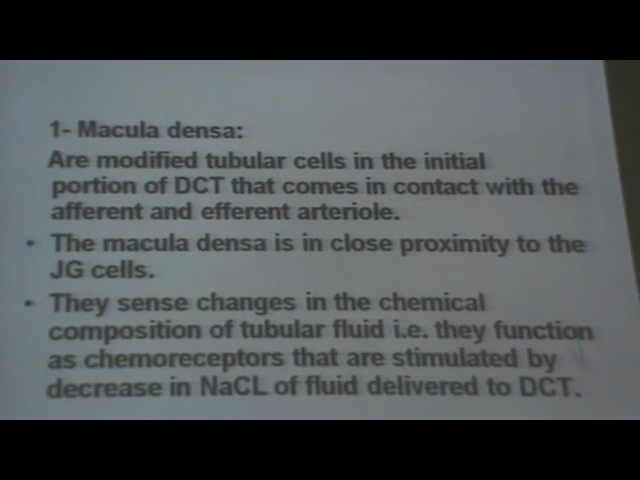 1- Macula densa:
Are modified tubular cells in the initial
portion of DCT that comes in contact with the
afferent and efferent arteriole.
• The macula densa is in close proximity to the
JG cells.
• They sense changes in the chemical
composition of tubular fluid i.e. they function
as chemoreceptors that are stimulated by
decrease in NaCL of fluid delivered to DCT.